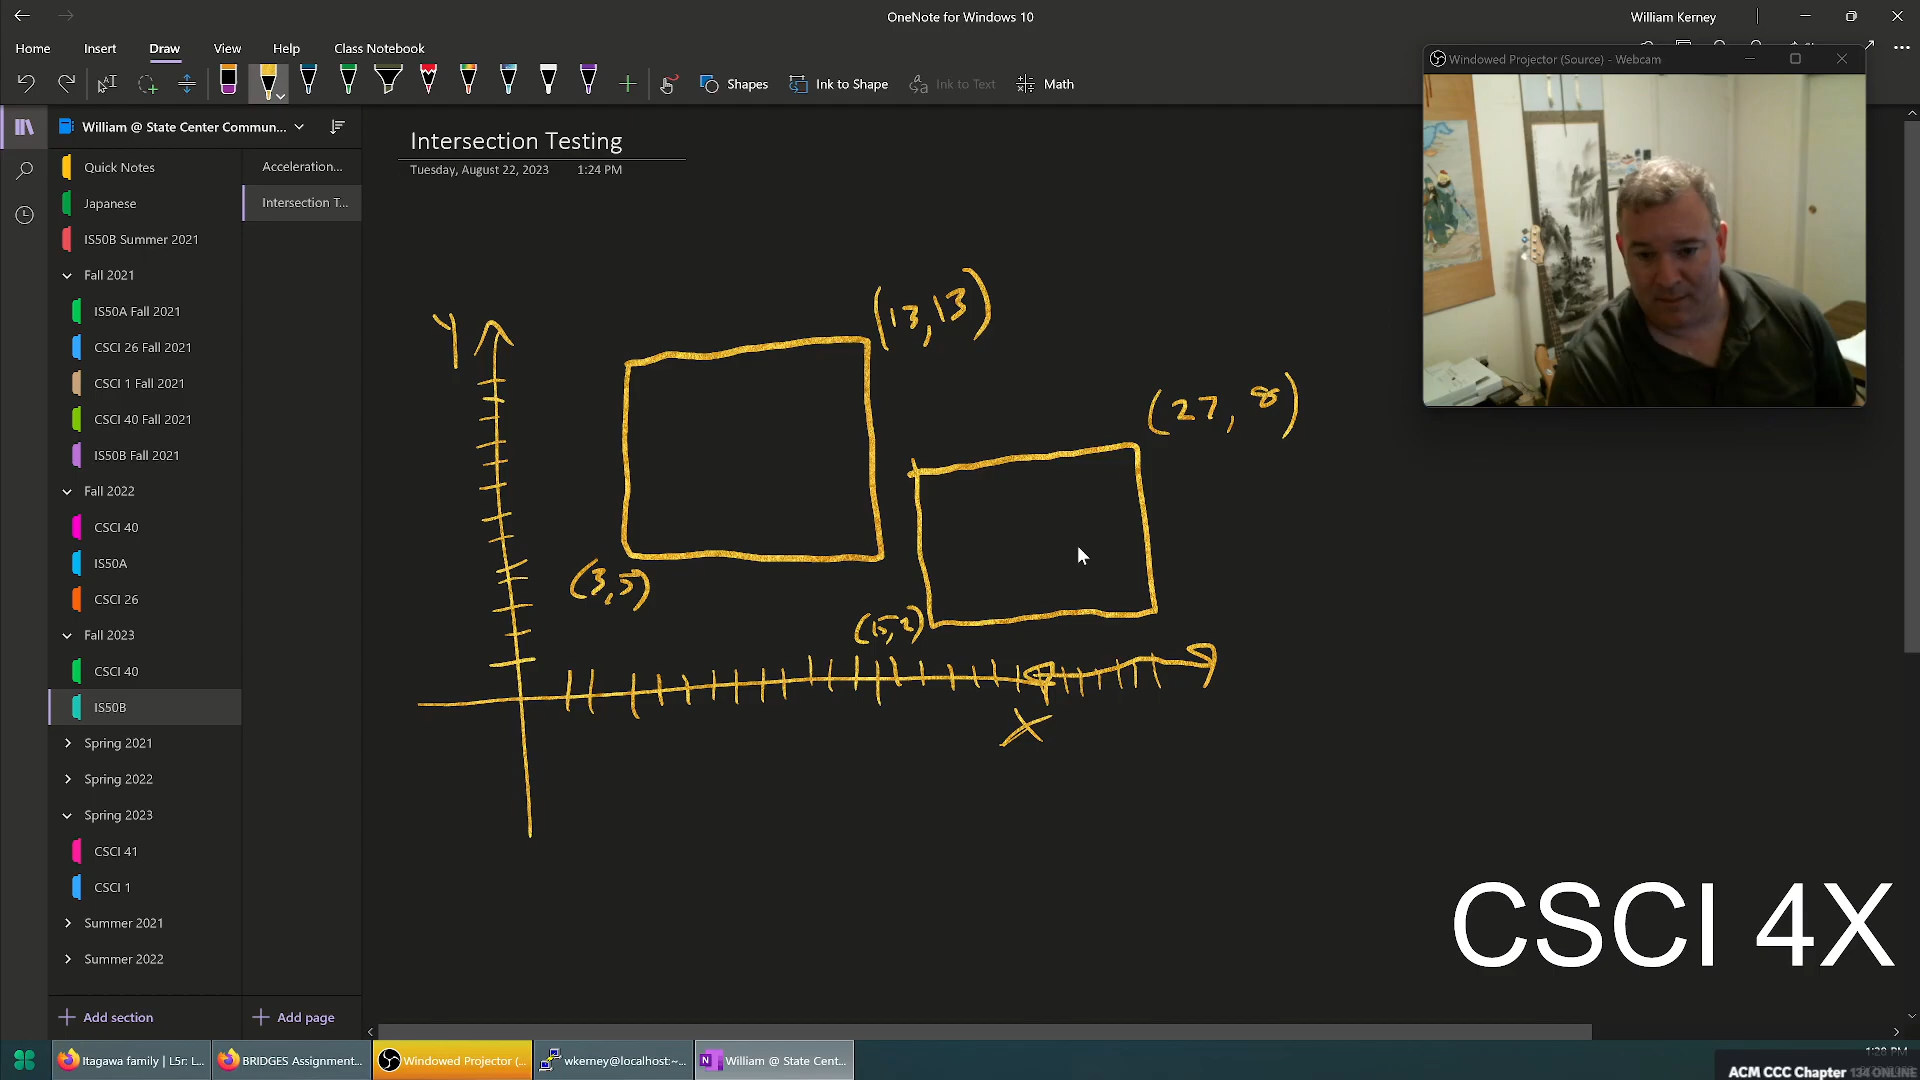 OneNote for Windows 10
William Kerney
Home
Insert
Draw
View
Help
Class Notebook
Shapes
Ink to Shape
Ink to Text
Math
Windowed Projector (Source) - Webcam
William @ State Center Commun...
Quick Notes
Japanese
IS50B Summer 2021
Fall 2021
IS50A Fall 2021
CSCI 26 Fall 2021
CSCI 1 Fall 2021
CSCI 40 Fall 2021
IS50B Fall 2021
Fall 2022
CSCI 40
IS50A
CSCI 26
Fall 2023
CSCI 40
IS50B
Spring 2021
Spring 2022
Spring 2023
CSCI 41
CSCI 1
Summer 2021
Summer 2022
Add section
Acceleration...
Intersection T...
Add page
Intersection Testing
Tuesday, August 22, 2023 1:24 PM
Y
(13,13)
(27, 8)
(3,5)
(15,2)
X
CSCI 4X
Itagawa family | L5r: L...
BRIDGES Assignment...
Windowed Projector (...
wkerney@localhost:~...
William @ State Cent...
1:28 PM
ACM CCC Chapter